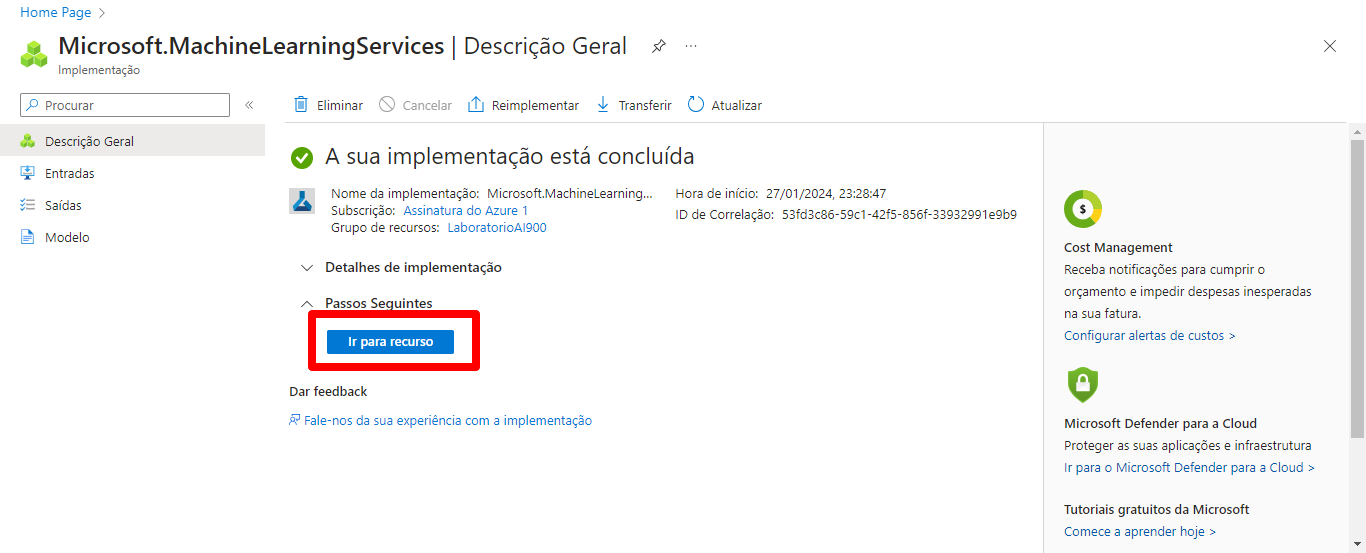 Home Page >
Microsoft.MachineLearningServices | Descrição Geral ...
Implementação
Procurar «
Eliminar Cancelar Reimplementar Transferir Atualizar
Descrição Geral
Entradas
Saídas
Modelo
A sua implementação está concluída
Nome da implementação: Microsoft.MachineLearning...
Subscrição: Assinatura do Azure 1
Grupo de recursos: LaboratorioAI900
Hora de início: 27/01/2024, 23:28:47
ID de Correlação: 53fd3c86-59c1-42f5-856f-33932991e9b9
Detalhes de implementação
Passos Seguintes
Ir para recurso
Dar feedback
Fale-nos da sua experiência com a implementação
$
Cost Management
Receba notificações para cumprir o
orçamento e impedir despesas inesperadas
na sua fatura.
Configurar alertas de custos >
Microsoft Defender para a Cloud
Proteger as suas aplicações e infraestrutura
Ir para o Microsoft Defender para a Cloud >
Tutoriais gratuitos da Microsoft
Comece a aprender hoje >